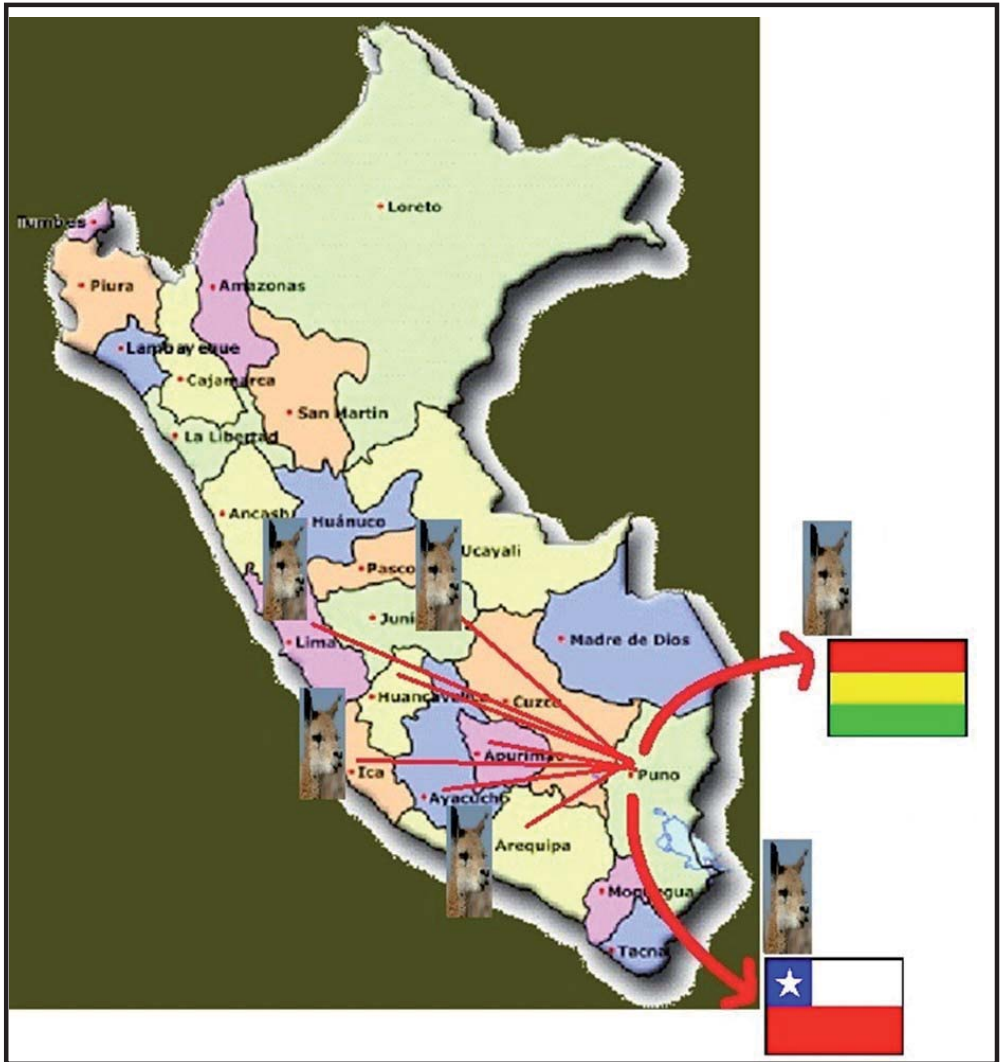 Loreto
Tumbes
Piura
Amazonas
Lambayeque
Cajamarca
San Martin
La Libertad
Ancash
Huánuco
Ucayali
Pasco
Juni
Lima
Madre de Dios
Huancavelica
Cuzco
Apurimac
Ica
Puno
Ayacucho
Arequipa
Moquegua
Tacna